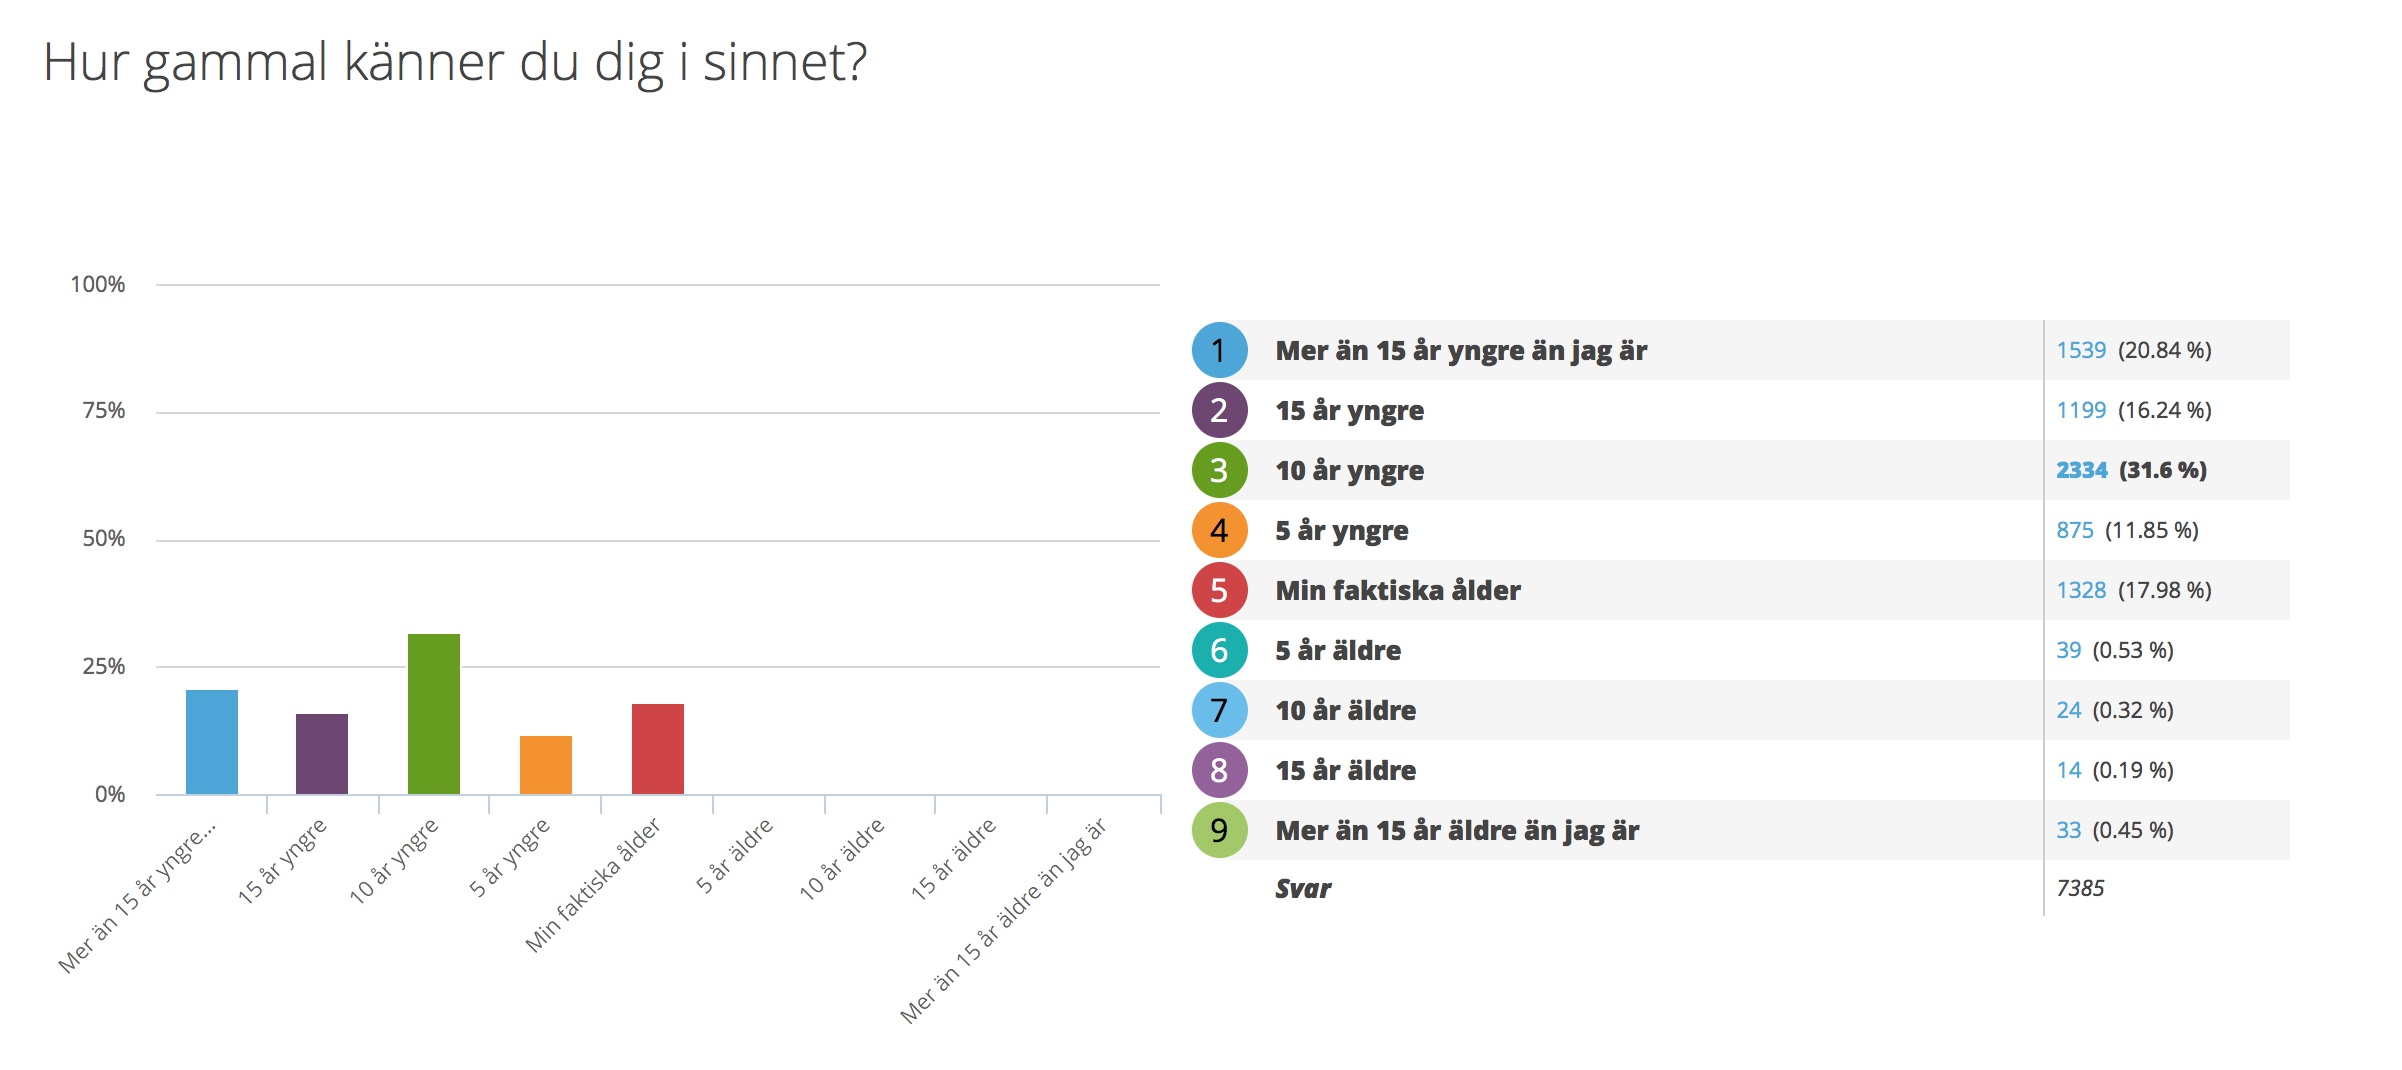 Hur gammal känner du dig i sinnet?
100%
75%
50%
25%
0%
Mer än 15 år yngre...
15 år yngre
10 år yngre
5 år yngre
Min faktiska ålder
5 år äldre
10 år äldre
15 år äldre
Mer än 15 år äldre än jag är
1 Mer än 15 år yngre än jag är 1539 (20.84 %)
2 15 år yngre 1199 (16.24 %)
3 10 år yngre 2334 (31.6 %)
4 5 år yngre 875 (11.85 %)
5 Min faktiska ålder 1328 (17.98 %)
6 5 år äldre 39 (0.53 %)
7 10 år äldre 24 (0.32 %)
8 15 år äldre 14 (0.19 %)
9 Mer än 15 år äldre än jag är 33 (0.45 %)
Svar 7385